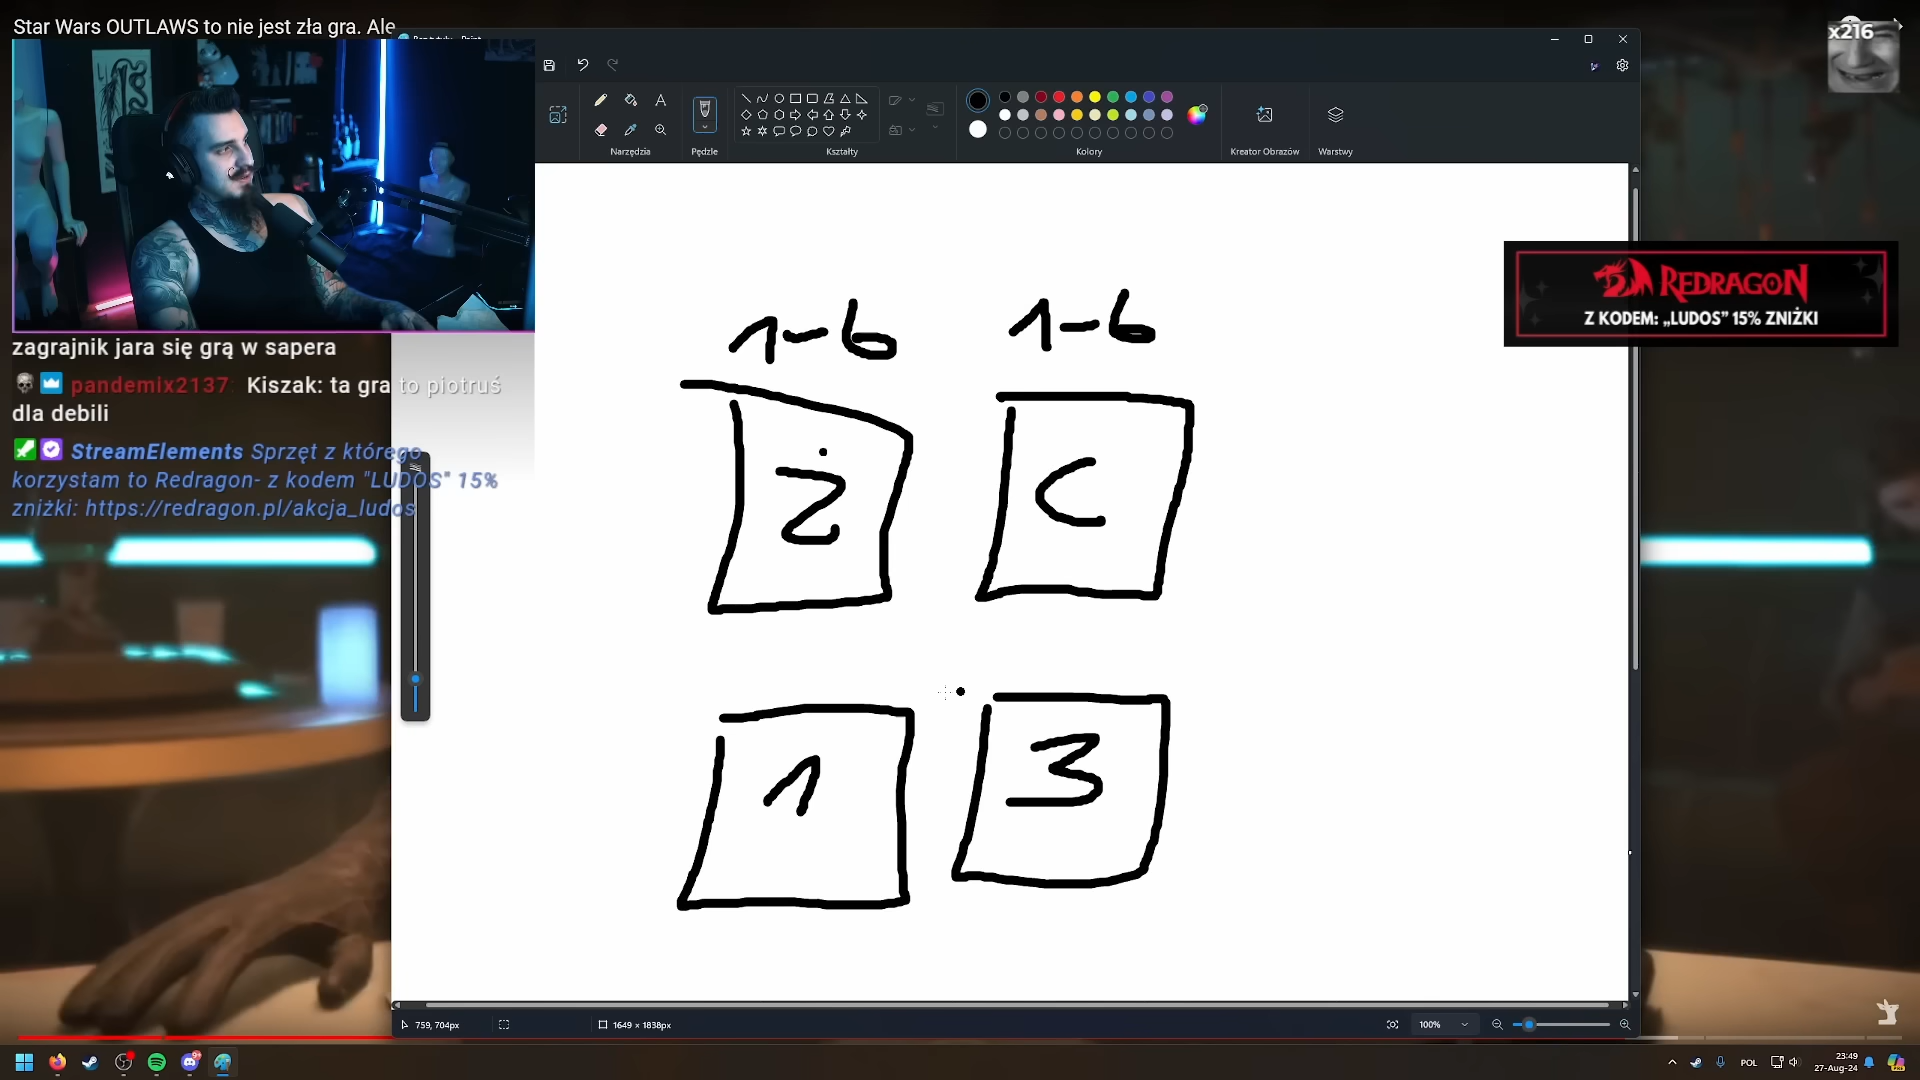 Star Wars OUTLAWS to nie jest zła gra. Ale
x216
Narzędzia
Pędzle
Kształty
Kolory
Kreator Obrazów
Warstwy
REDRAGON
Z KODEM: „LUDOS" 15% ZNIŻKI
zagrajnik jara się grą w sapera
pandemix2137: Kiszak: ta gra to piotruś
dla debili
StreamElements Sprzęt z którego
korzystam to Redragon- z kodem "LUDOS" 15%
zniżki: https://redragon.pl/akcja_ludos
1-6 1-6
Ż C
1 3
759, 704px
1649 × 1838px
100%
POL
23:49
27-Aug-24